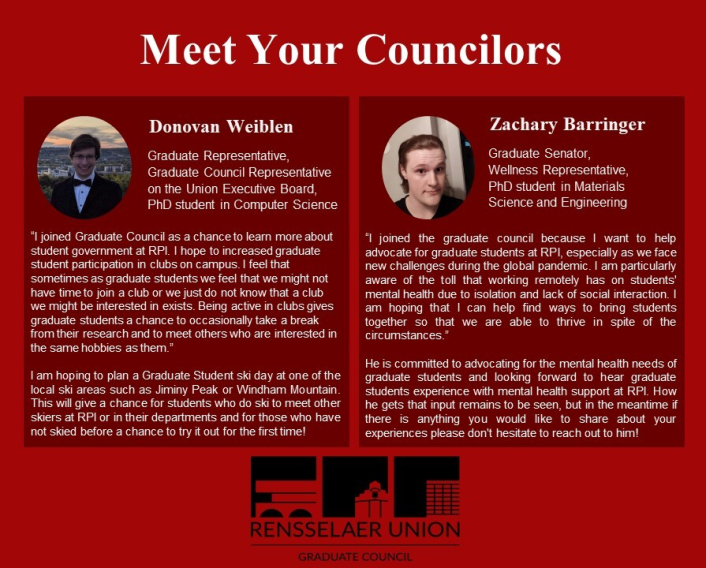 Meet Your Councilors
Donovan Weiblen
Graduate Representative,
Graduate Council Representative
on the Union Executive Board,
PhD student in Computer Science
“I joined Graduate Council as a chance to learn more about
student government at RPI. I hope to increased graduate
student participation in clubs on campus. I feel that
sometimes as graduate students we feel that we might not
have time to join a club or we just do not know that a club
we might be interested in exists. Being active in clubs gives
graduate students a chance to occasionally take a break
from their research and to meet others who are interested in
the same hobbies as them.”
I am hoping to plan a Graduate Student ski day at one of the
local ski areas such as Jiminy Peak or Windham Mountain.
This will give a chance for students who do ski to meet other
skiers at RPI or in their departments and for those who have
not skied before a chance to try it out for the first time!
Zachary Barringer
Graduate Senator,
Wellness Representative,
PhD student in Materials
Science and Engineering
“I joined the graduate council because I want to help
advocate for graduate students at RPI, especially as we face
new challenges during the global pandemic. I am particularly
aware of the toll that working remotely has on students'
mental health due to isolation and lack of social interaction. I
am hoping that I can help find ways to bring students
together so that we are able to thrive in spite of the
circumstances.”
He is committed to advocating for the mental health needs of
graduate students and looking forward to hear graduate
students experience with mental health support at RPI. How
he gets that input remains to be seen, but in the meantime if
there is anything you would like to share about your
experiences please don't hesitate to reach out to him!
RENSSELAER UNION
GRADUATE COUNCIL